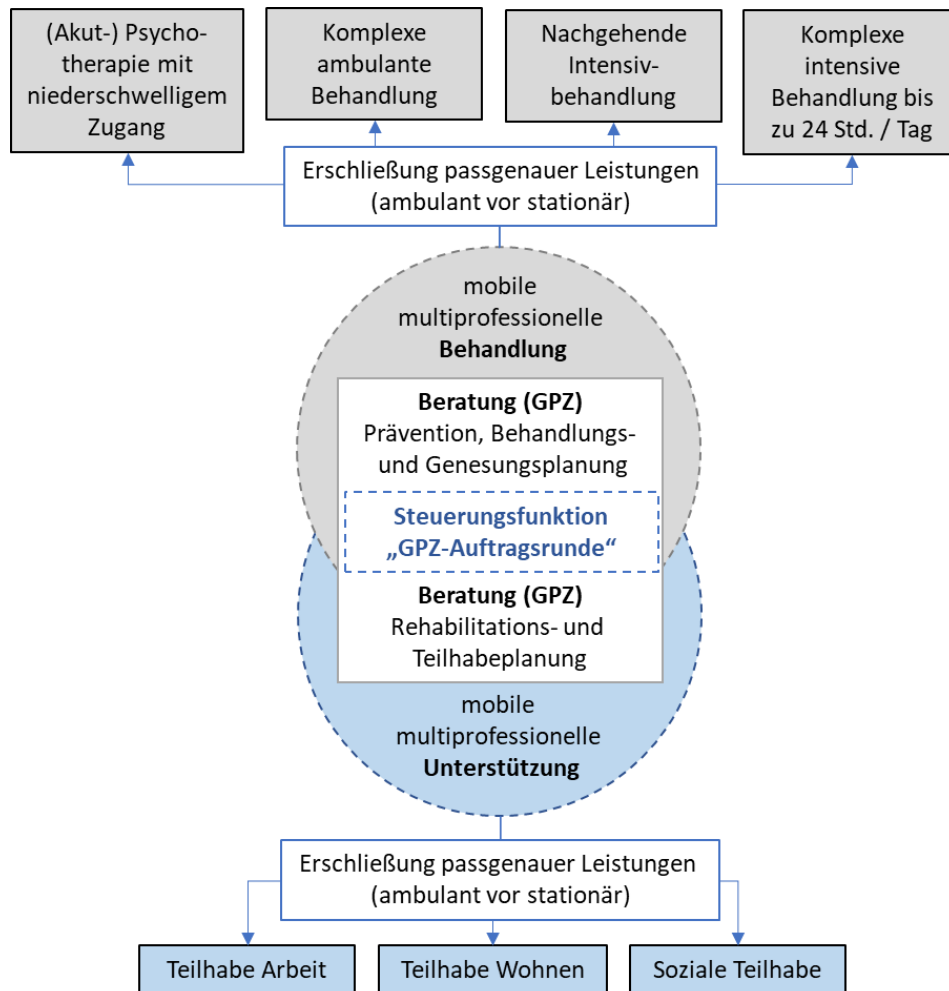 (Akut-) Psycho-
therapie mit
niederschwelligem
Zugang
Komplexe
ambulante
Behandlung
Nachgehende
Intensiv-
behandlung
Komplexe
intensive
Behandlung bis
zu 24 Std. / Tag
Erschließung passgenauer Leistungen
(ambulant vor stationär)
mobile
multiprofessionelle
Behandlung
Beratung (GPZ)
Prävention, Behandlungs-
und Genesungsplanung
Steuerungsfunktion
„GPZ-Auftragsrunde“
Beratung (GPZ)
Rehabilitations- und
Teilhabeplanung
mobile
multiprofessionelle
Unterstützung
Erschließung passgenauer Leistungen
(ambulant vor stationär)
Teilhabe Arbeit
Teilhabe Wohnen
Soziale Teilhabe